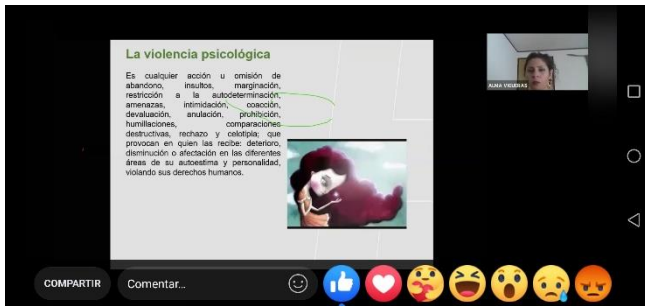 La violencia psicológica
Es cualquier acción u omisión de
abandono, insultos, marginación,
restricción a la autodeterminación,
amenazas, intimidación, coacción,
devaluación, anulación, prohibición,
humillaciones, comparaciones
destructivas, rechazo y celotipia; que
provocan en quien las recibe: deterioro,
disminución o afectación en las diferentes
áreas de su autoestima y personalidad,
violando sus derechos humanos.
ALMA VIGUERAS
COMPARTIR
Comentar...